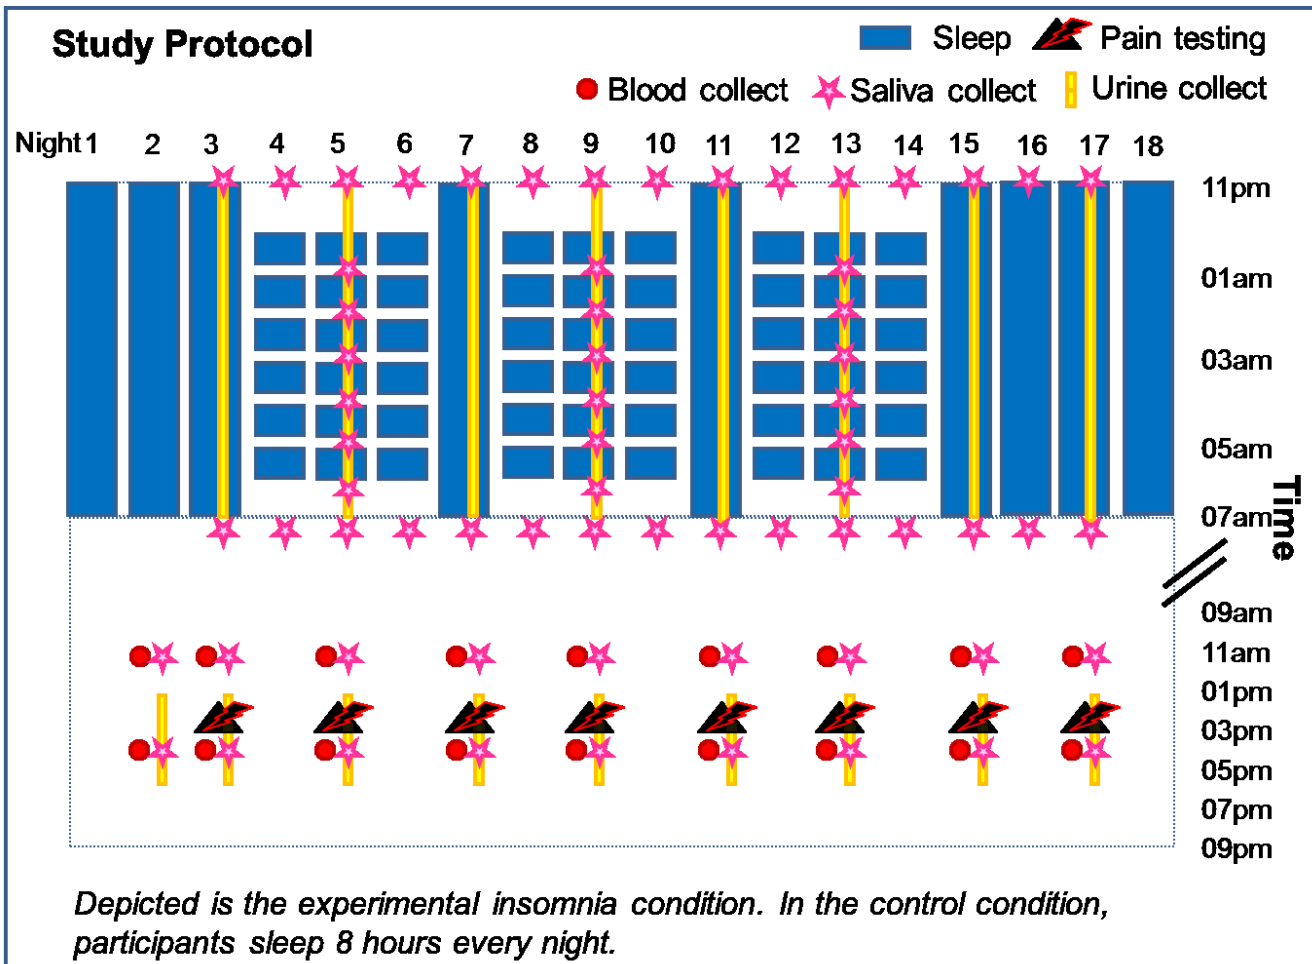 Study Protocol
Sleep Pain testing
Blood collect Saliva collect Urine collect
Night 1 2 3 4 5 6 7 8 9 10 11 12 13 14 15 16 17 18
11pm
01am
03am
05am
07am
Time
09am
11am
01pm
03pm
05pm
07pm
09pm
Depicted is the experimental insomnia condition. In the control condition,
participants sleep 8 hours every night.